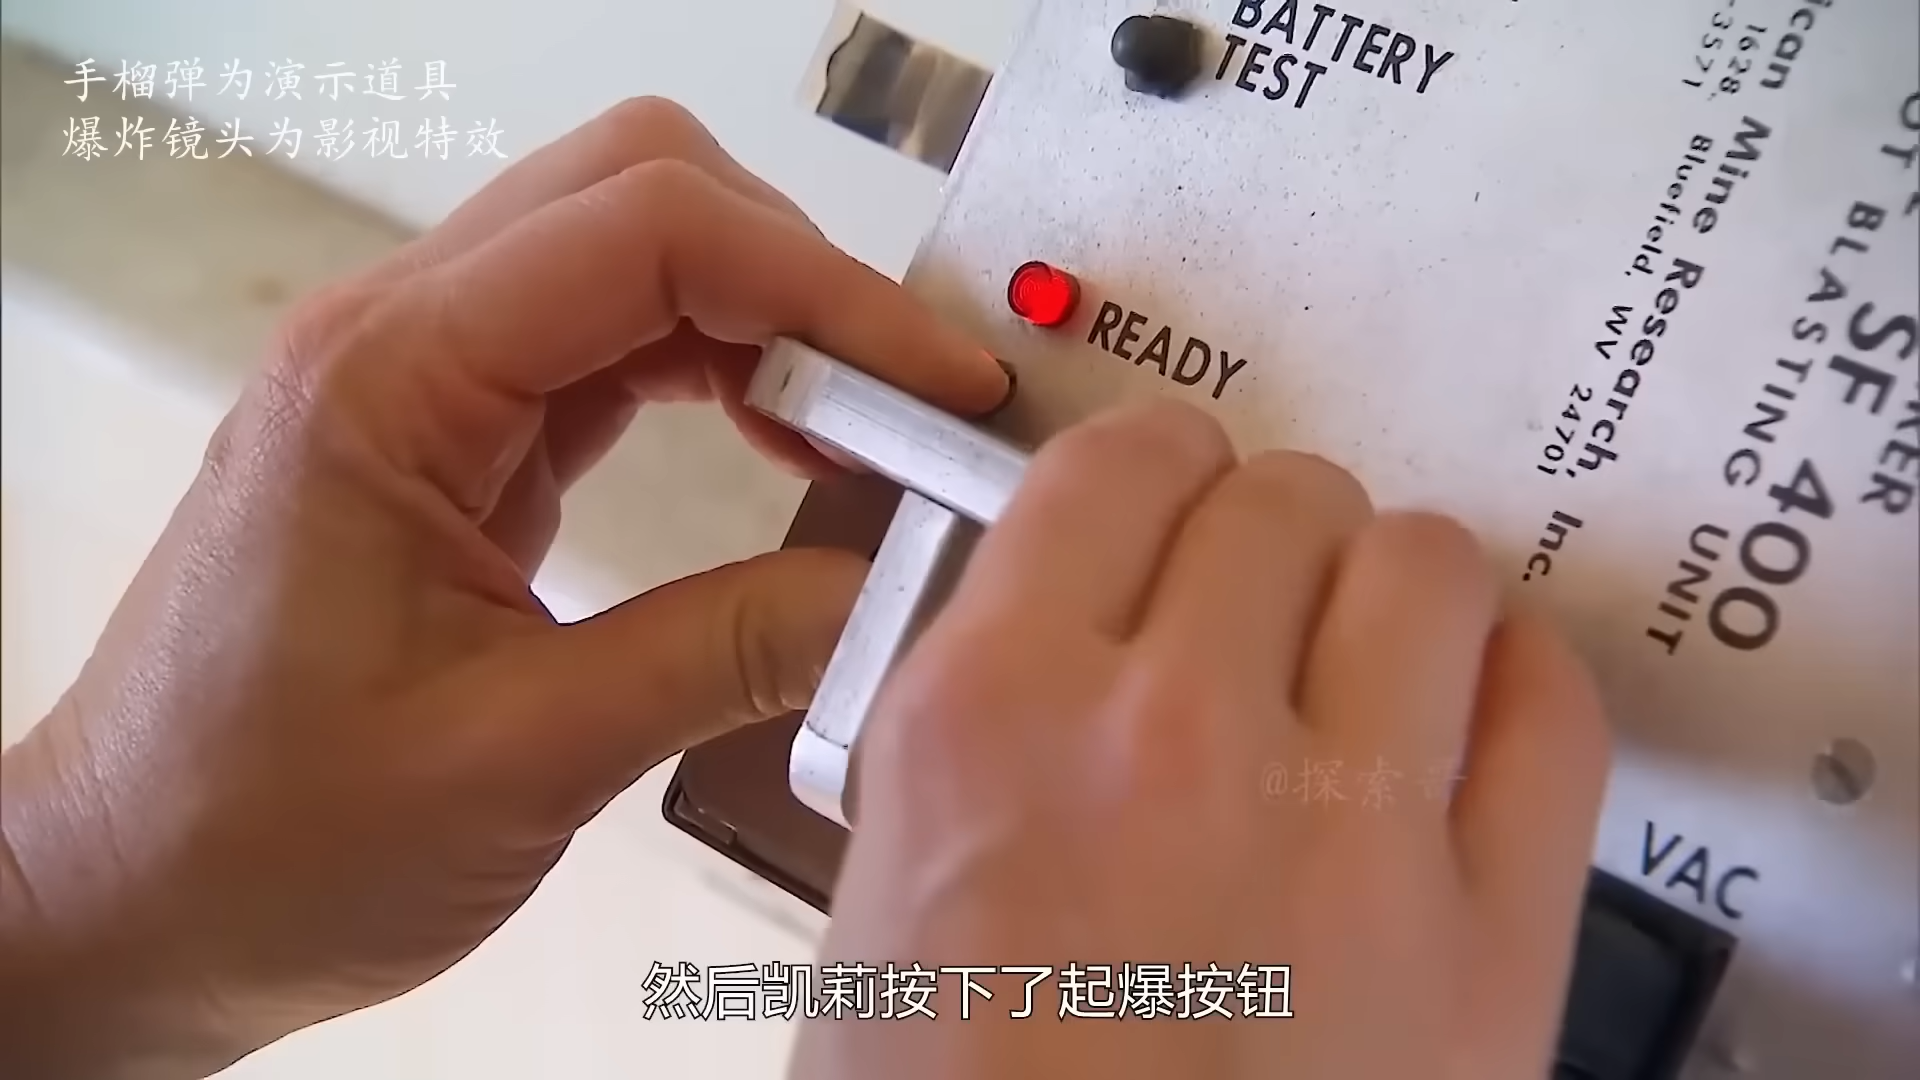 手榴弹为演示道具
爆炸镜头为影视特效
BATTERY
TEST
READY
Mine Research, Inc.
1628, Bluefield, WV 24701
3571
SF 400
BLASTING UNIT
VAC
@探索
然后凯莉按下了起爆按钮